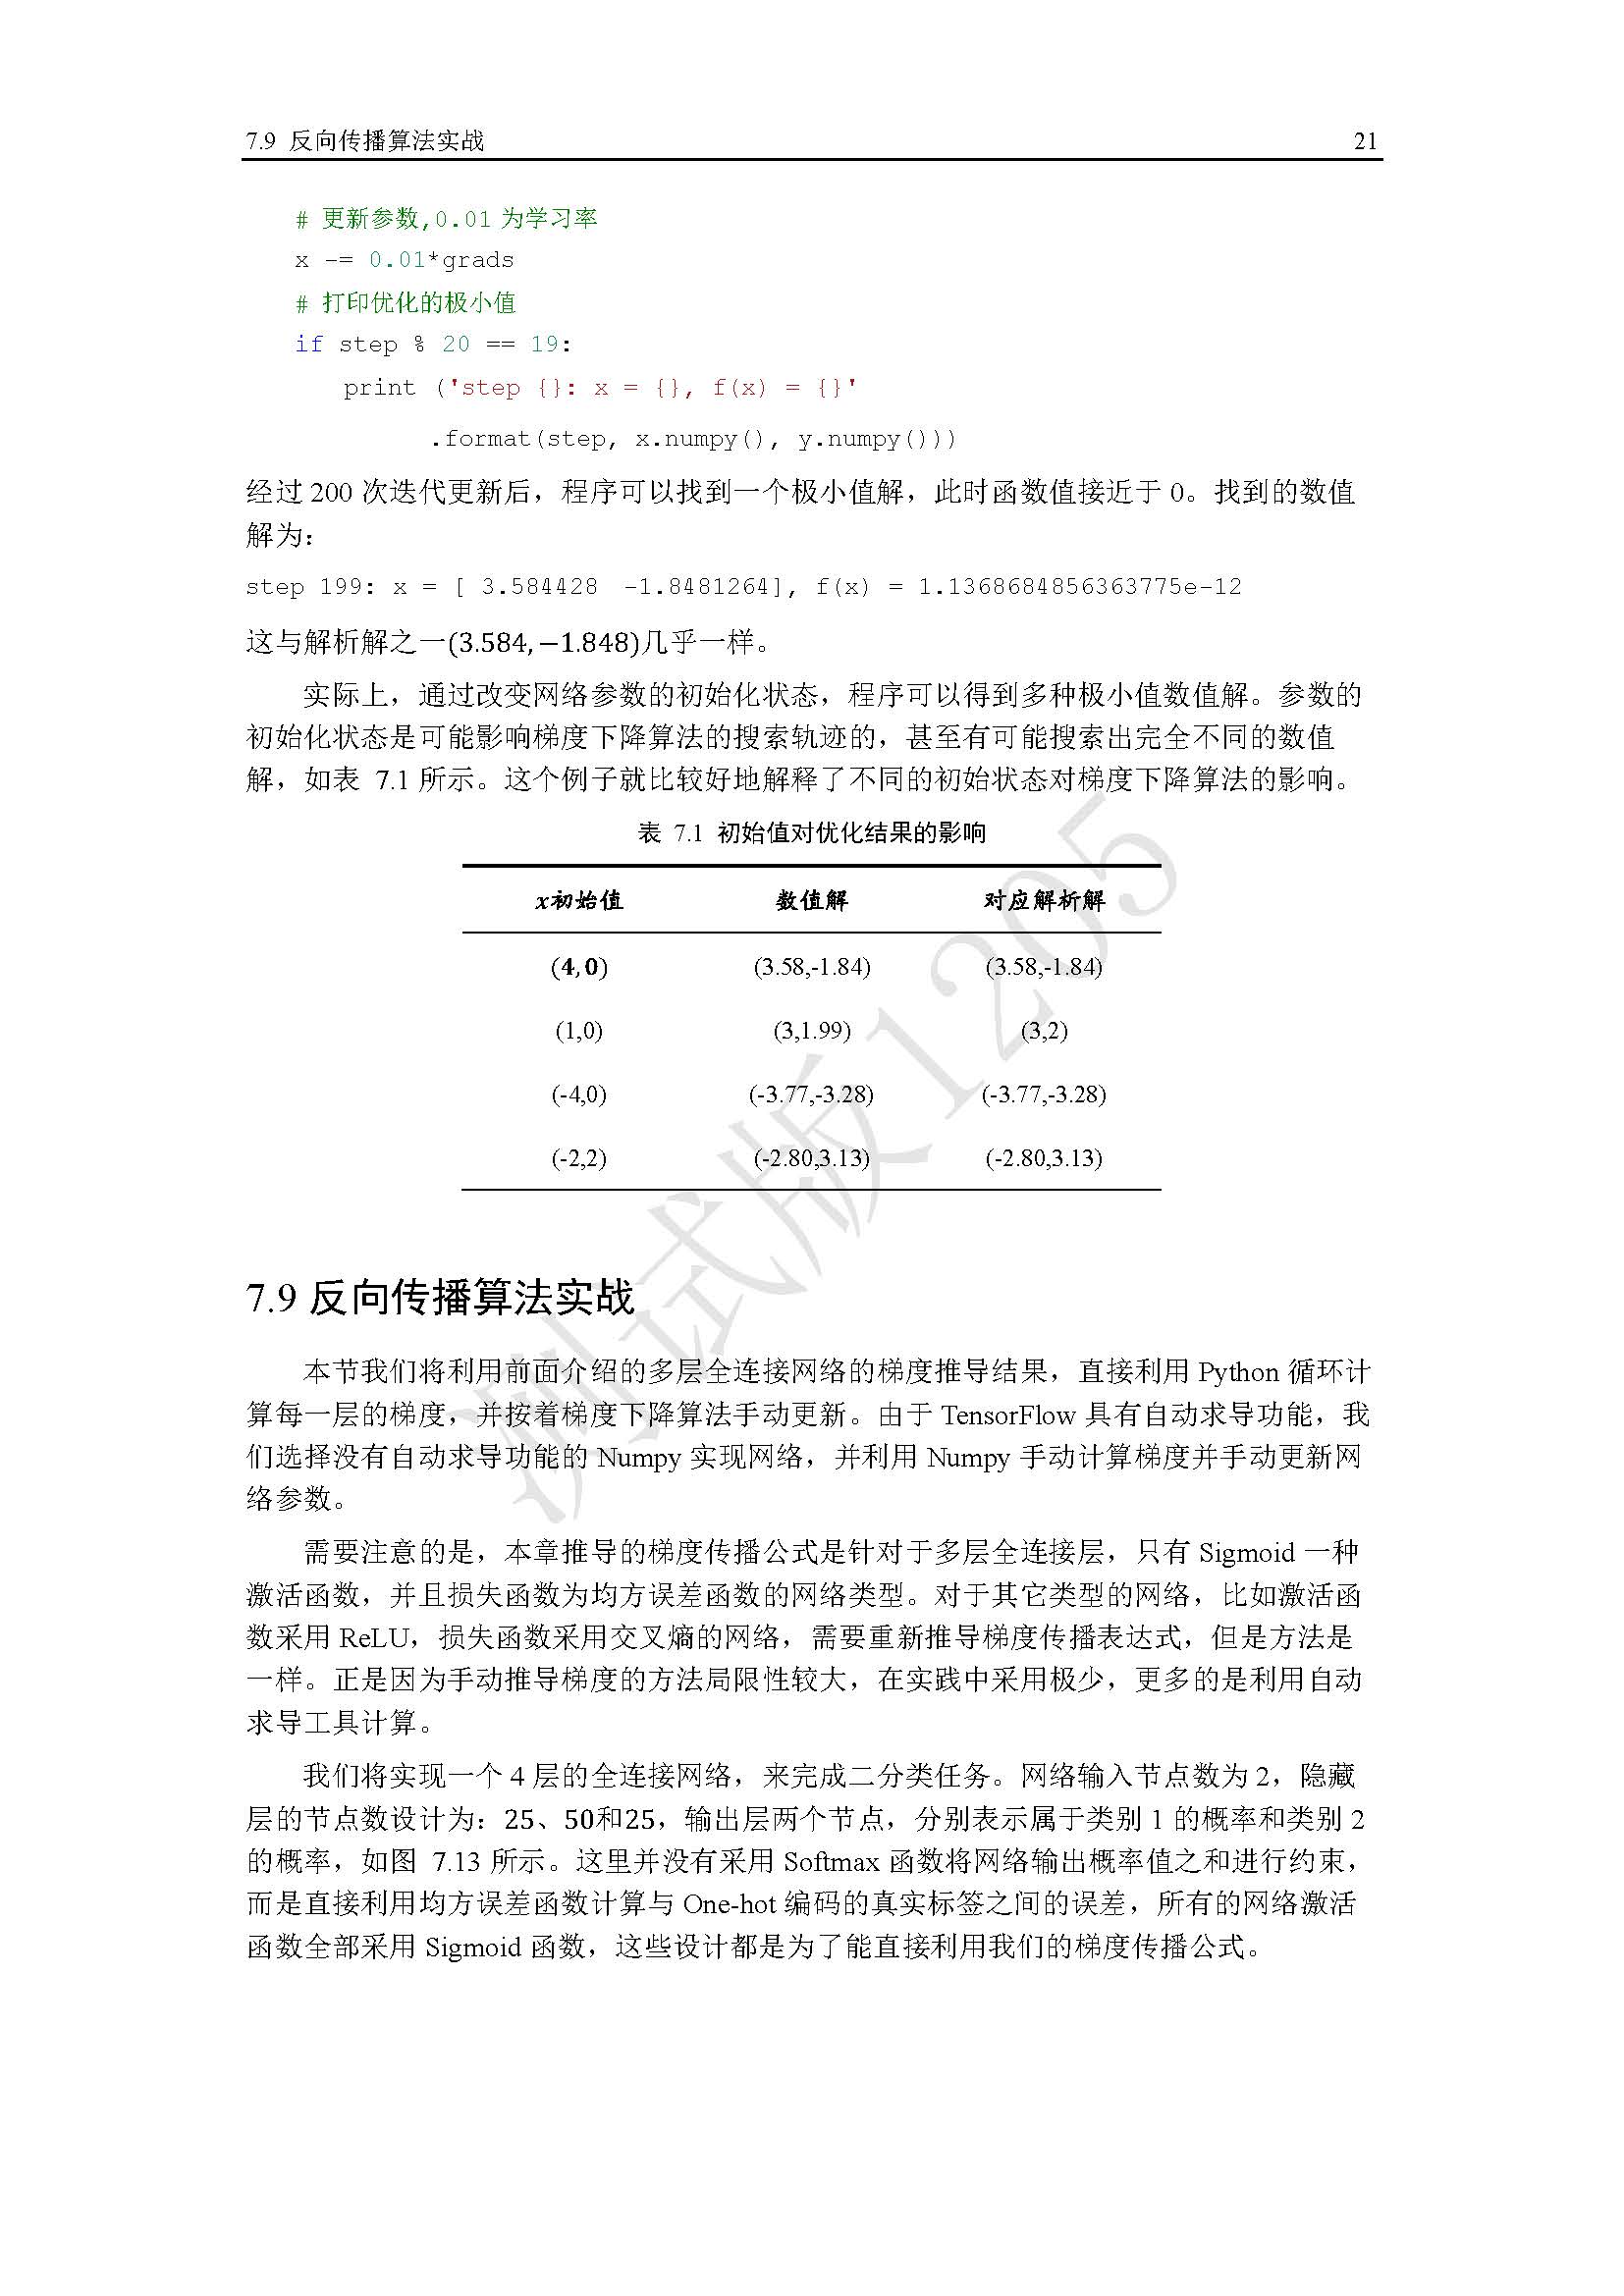 7.9 反向传播算法实战 21
# 更新参数,0.01 为学习率
x -= 0.01*grads
# 打印优化的极小值
if step % 20 == 19:
print ('step {}: x = {}, f(x) = {}'
.format(step, x.numpy(), y.numpy()))
经过 200 次迭代更新后，程序可以找到一个极小值解，此时函数值接近于 0。找到的数值
解为：
step 199: x = [ 3.584428 -1.8481264], f(x) = 1.1368684856363775e-12
这与解析解之一(3.584,−1.848)几乎一样。
实际上，通过改变网络参数的初始化状态，程序可以得到多种极小值数值解。参数的
初始化状态是可能影响梯度下降算法的搜索轨迹的，甚至有可能搜索出完全不同的数值
解，如表 7.1 所示。这个例子就比较好地解释了不同的初始状态对梯度下降算法的影响。
表 7.1 初始值对优化结果的影响
x初始值 数值解 对应解析解
(4,0) (3.58,-1.84) (3.58,-1.84)
(1,0) (3,1.99) (3,2)
(-4,0) (-3.77,-3.28) (-3.77,-3.28)
(-2,2) (-2.80,3.13) (-2.80,3.13)
测试版1205
7.9 反向传播算法实战
本节我们将利用前面介绍的多层全连接网络的梯度推导结果，直接利用 Python 循环计
算每一层的梯度，并按着梯度下降算法手动更新。由于 TensorFlow 具有自动求导功能，我
们选择没有自动求导功能的 Numpy 实现网络，并利用 Numpy 手动计算梯度并手动更新网
络参数。
需要注意的是，本章推导的梯度传播公式是针对于多层全连接层，只有 Sigmoid 一种
激活函数，并且损失函数为均方误差函数的网络类型。对于其它类型的网络，比如激活函
数采用 ReLU，损失函数采用交叉熵的网络，需要重新推导梯度传播表达式，但是方法是
一样。正是因为手动推导梯度的方法局限性较大，在实践中采用极少，更多的是利用自动
求导工具计算。
我们将实现一个 4 层的全连接网络，来完成二分类任务。网络输入节点数为 2，隐藏
层的节点数设计为：25、50和25，输出层两个节点，分别表示属于类别 1 的概率和类别 2
的概率，如图 7.13 所示。这里并没有采用 Softmax 函数将网络输出概率值之和进行约束，
而是直接利用均方误差函数计算与 One-hot 编码的真实标签之间的误差，所有的网络激活
函数全部采用 Sigmoid 函数，这些设计都是为了能直接利用我们的梯度传播公式。